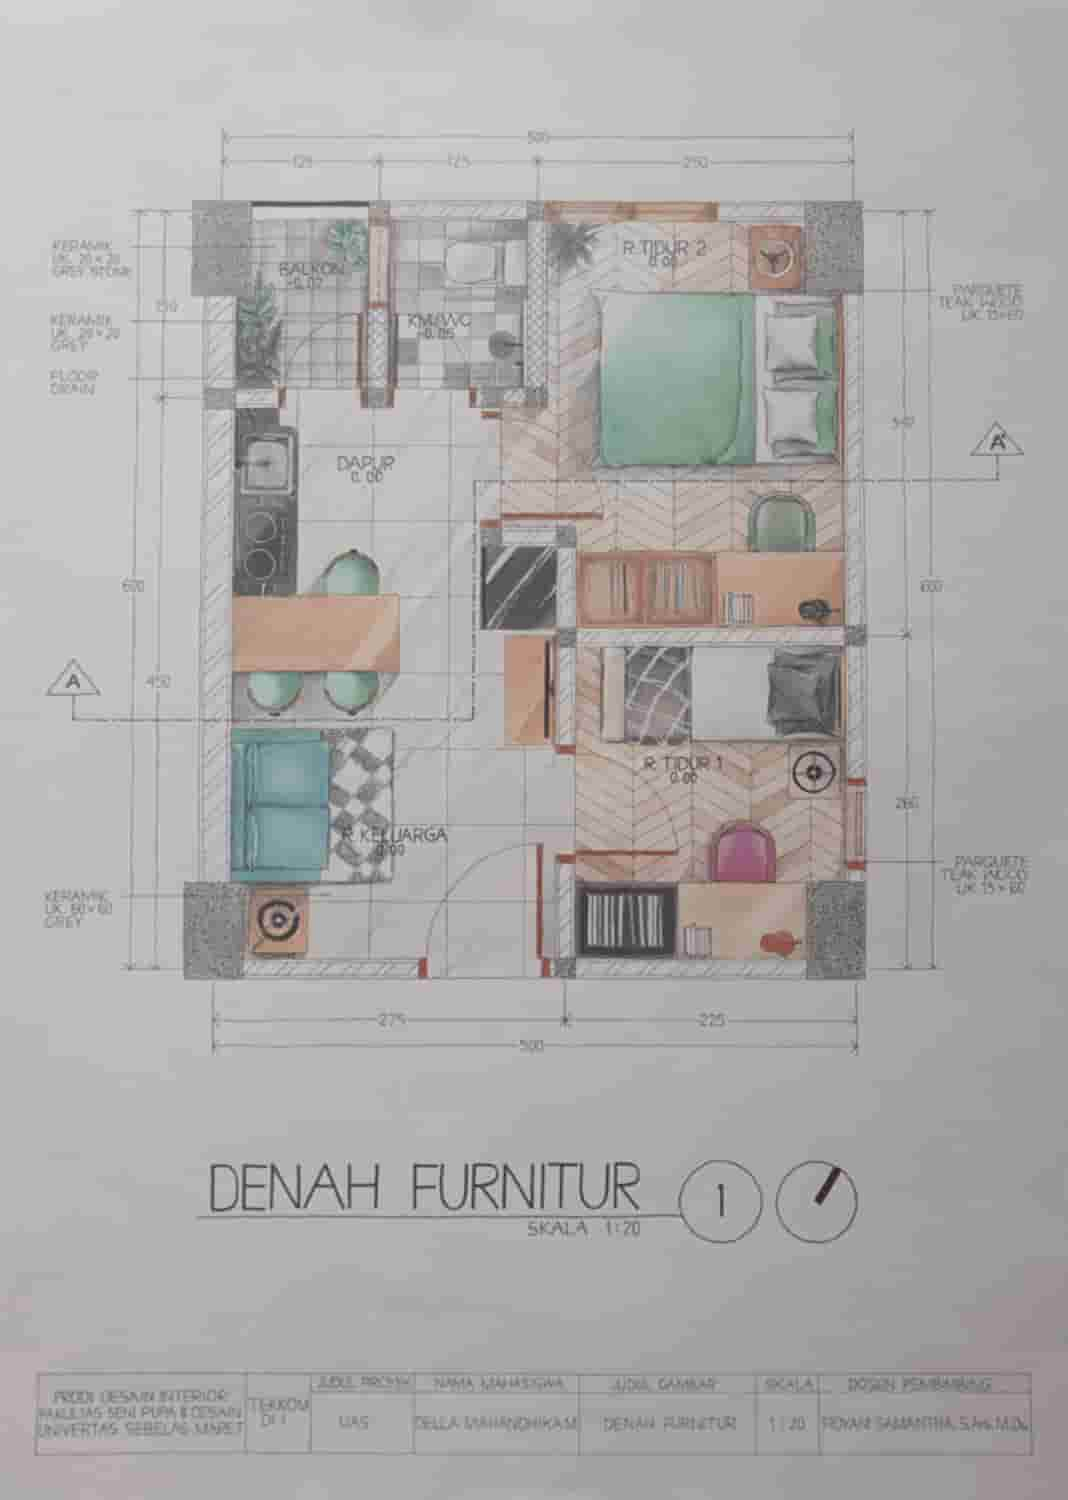 500
125 125 250
KERAMIK
UK. 20×20
GREY STONE
BALKON
-0.02
R.TIDUR 2
0.00
PARQUETE
TEAK WOOD
UK. 15×60
150
KERAMIK
UK. 20×20
GREY
KM/WC
-0.05
FLOOR
DRAIN
340
A'
DAPUR
0.00
600
600
A
450
R. TIDUR 1
0.00
260
R. KELUARGA
0.00
PARQUETE
TEAK WOOD
UK 15×60
KERAMIK
UK. 60×60
GREY
275 225
500
DENAH FURNITUR
1
SKALA 1:20
PRODI DESAIN INTERIOR
FAKULTAS SENI RUPA & DESAIN
UNIVERTAS SEBELAS MARET
TEKKOM
DI 1
JUDUL PROYEK
UAS
NAMA MAHASISWA
DELLA MAHANDHIKA.M
JUDUL GAMBAR
DENAH FURNITUR
SKALA
1:20
DOSEN PEMBIMBING
SAMANTHA,